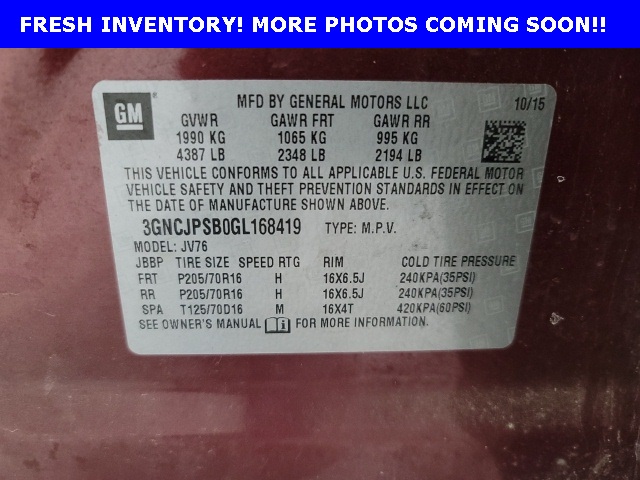 FRESH INVENTORY! MORE PHOTOS COMING SOON!!
GM
MFD BY GENERAL MOTORS LLC 10/15
GVWR GAWR FRT GAWR RR
1990 KG 1065 KG 995 KG
4387 LB 2348 LB 2194 LB
THIS VEHICLE CONFORMS TO ALL APPLICABLE U.S. FEDERAL MOTOR
VEHICLE SAFETY AND THEFT PREVENTION STANDARDS IN EFFECT ON
THE DATE OF MANUFACTURE SHOWN ABOVE.
3GNCJPSB0GL168419 TYPE: M.P.V.
MODEL: JV76
JBBP TIRE SIZE SPEED RTG RIM COLD TIRE PRESSURE
FRT P205/70R16 H 16X6.5J 240KPA(35PSI)
RR P205/70R16 H 16X6.5J 240KPA(35PSI)
SPA T125/70D16 M 16X4T 420KPA(60PSI)
SEE OWNER'S MANUAL FOR MORE INFORMATION.